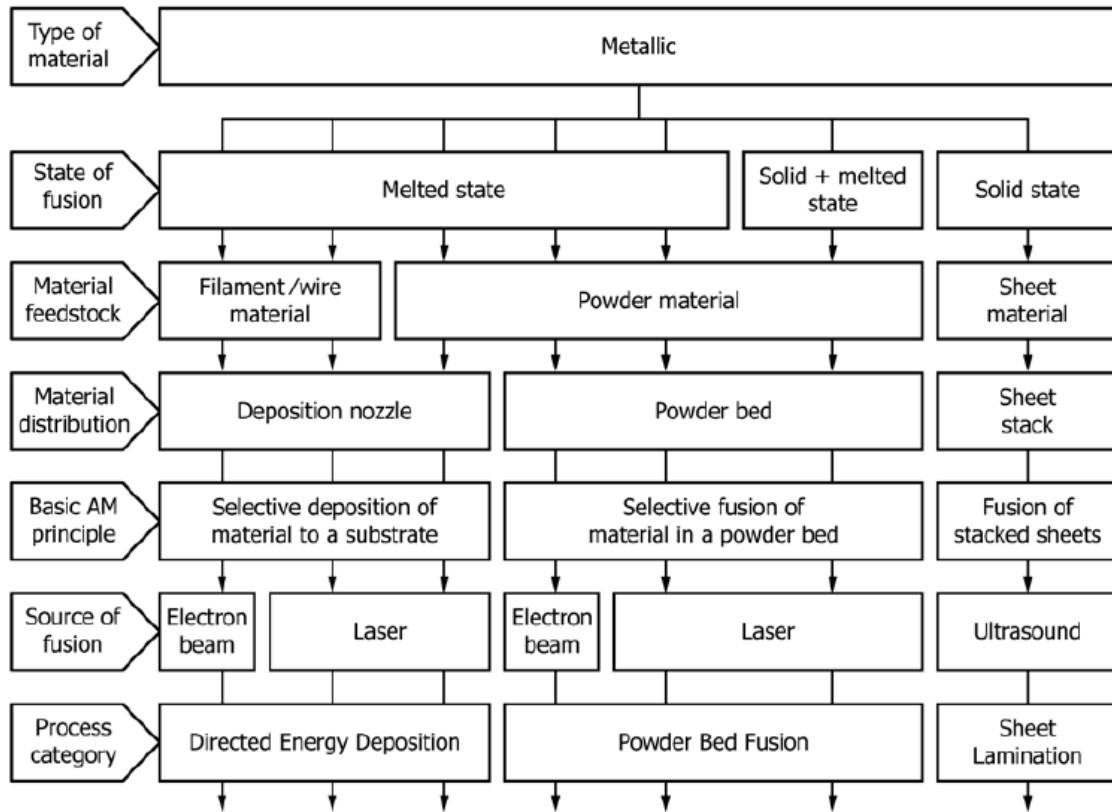 Type of
material
Metallic
State of
fusion
Melted state
Solid + melted
state
Solid state
Material
feedstock
Filament/wire
material
Powder material
Sheet
material
Material
distribution
Deposition nozzle
Powder bed
Sheet
stack
Basic AM
principle
Selective deposition of
material to a substrate
Selective fusion of
material in a powder bed
Fusion of
stacked sheets
Source of
fusion
Electron
beam
Laser
Electron
beam
Laser
Ultrasound
Process
category
Directed Energy Deposition
Powder Bed Fusion
Sheet
Lamination